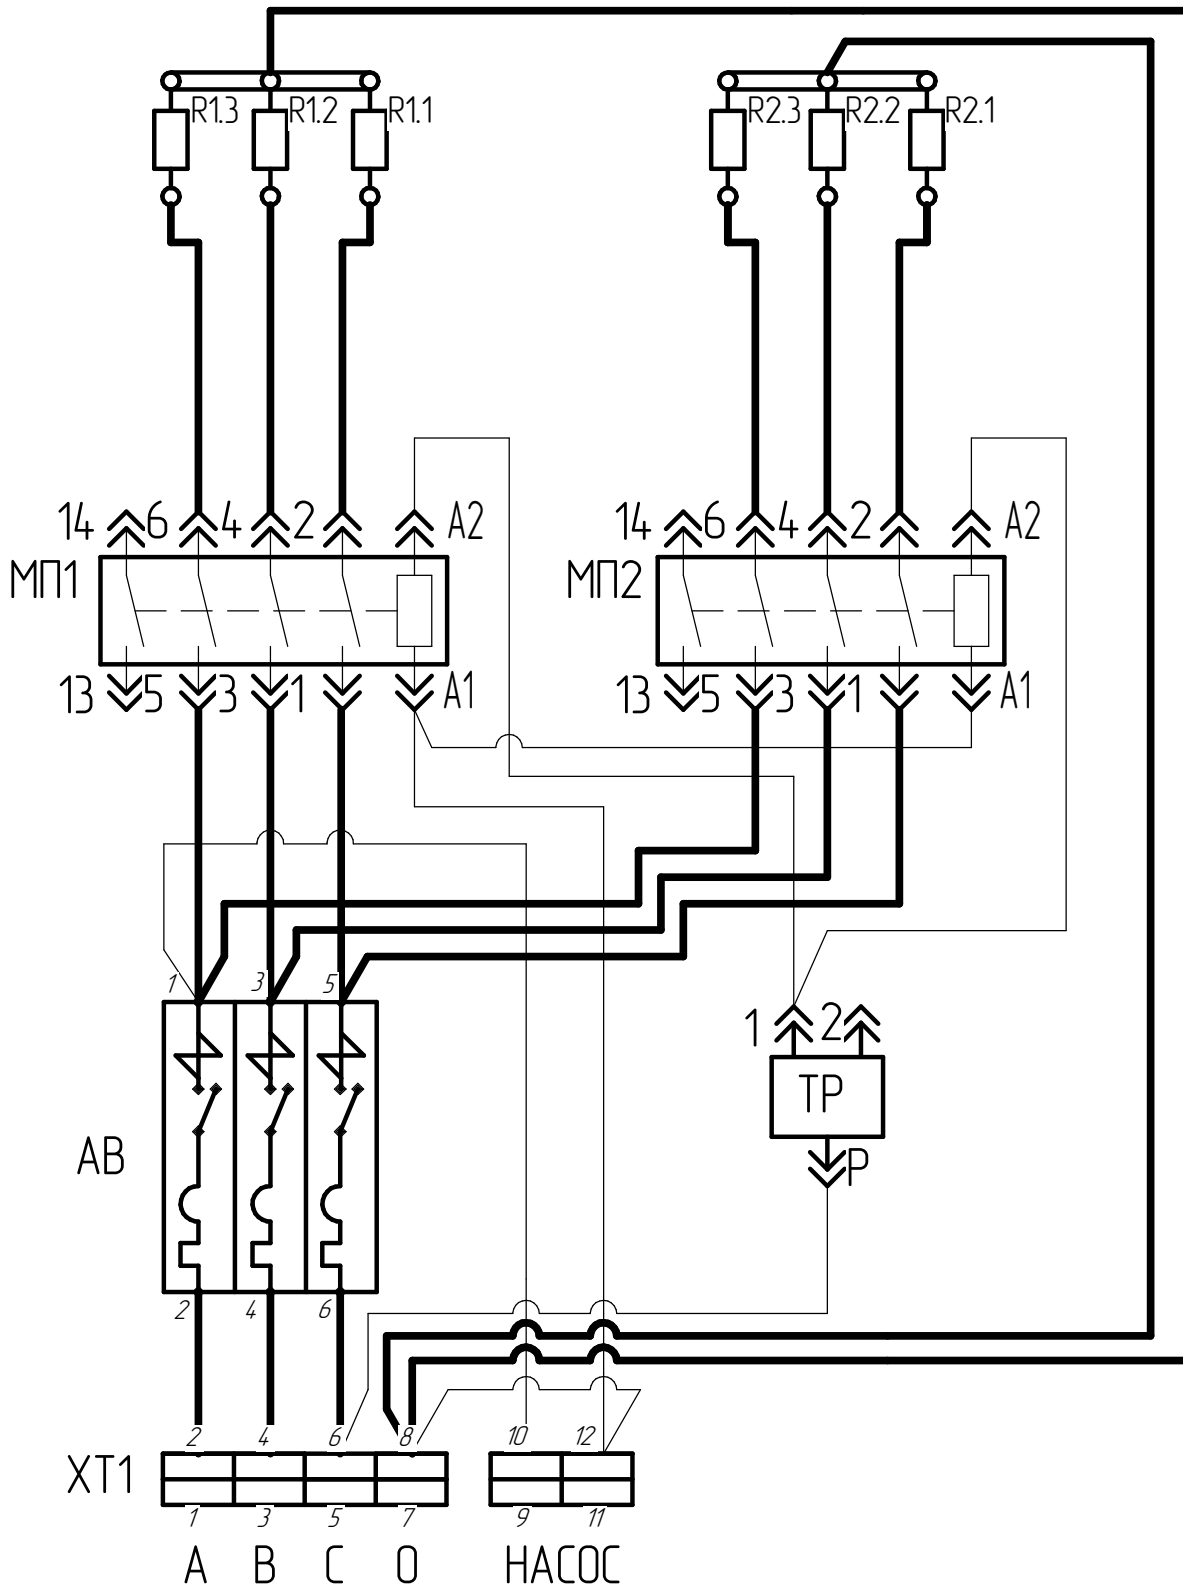 R1.3 R1.2 R1.1 R2.3 R2.2 R2.1
14 6 4 2 A2 14 6 4 2 A2
МП1 МП2
13 5 3 1 A1 13 5 3 1 A1
1 3 5
1 2
ТР
АВ
Р
2 4 6
2 4 6 8 10 12
ХТ1
1 3 5 7 9 11
А В С О НАСОС